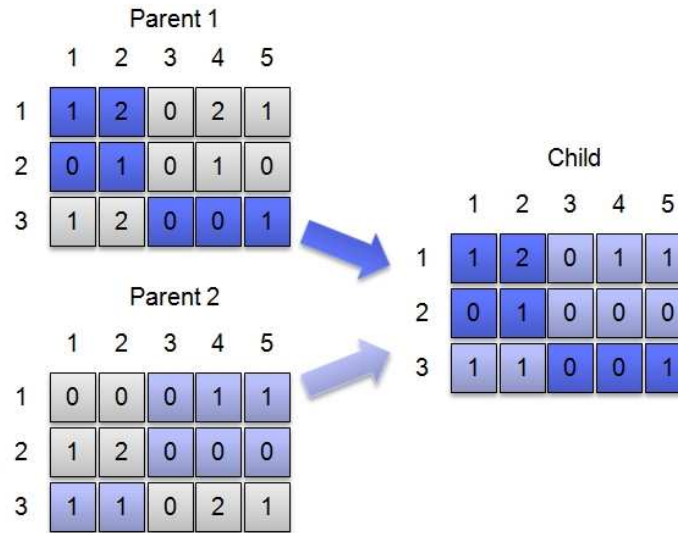 Parent 1
1 2 3 4 5
1 1 2 0 2 1
2 0 1 0 1 0
3 1 2 0 0 1
Parent 2
1 2 3 4 5
1 0 0 0 1 1
2 1 2 0 0 0
3 1 1 0 2 1
Child
1 2 3 4 5
1 1 2 0 1 1
2 0 1 0 0 0
3 1 1 0 0 1